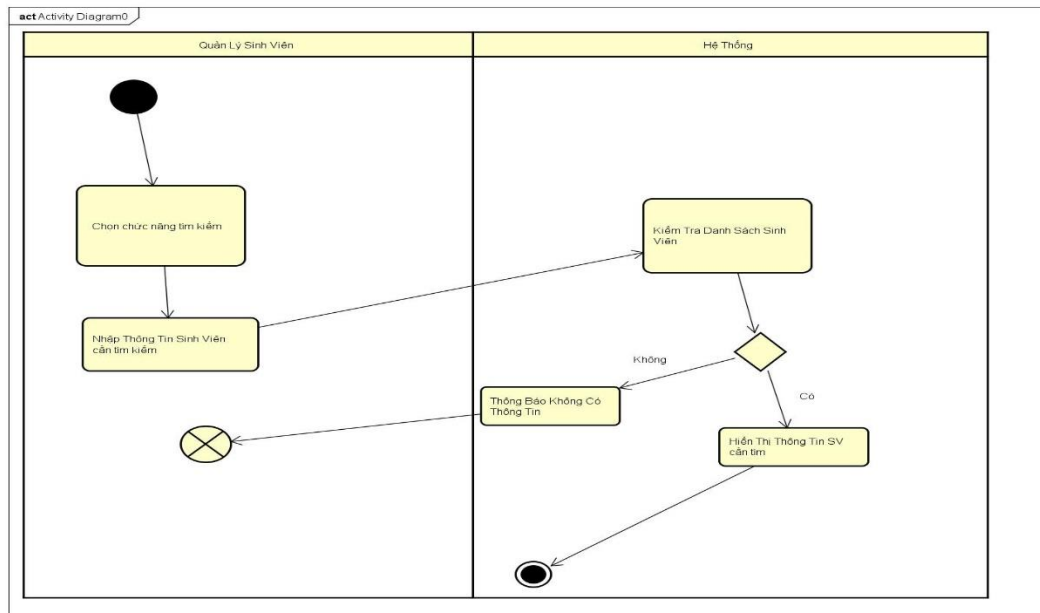 act Activity Diagram0
Quản Lý Sinh Viên
Hệ Thống
Chọn chức năng tìm kiếm
Kiểm Tra Danh Sách Sinh
Viên
Nhập Thông Tin Sinh Viên
cần tìm kiếm
Không
Thông Báo Không Có
Thông Tin
Có
Hiển Thị Thông Tin SV
cần tìm